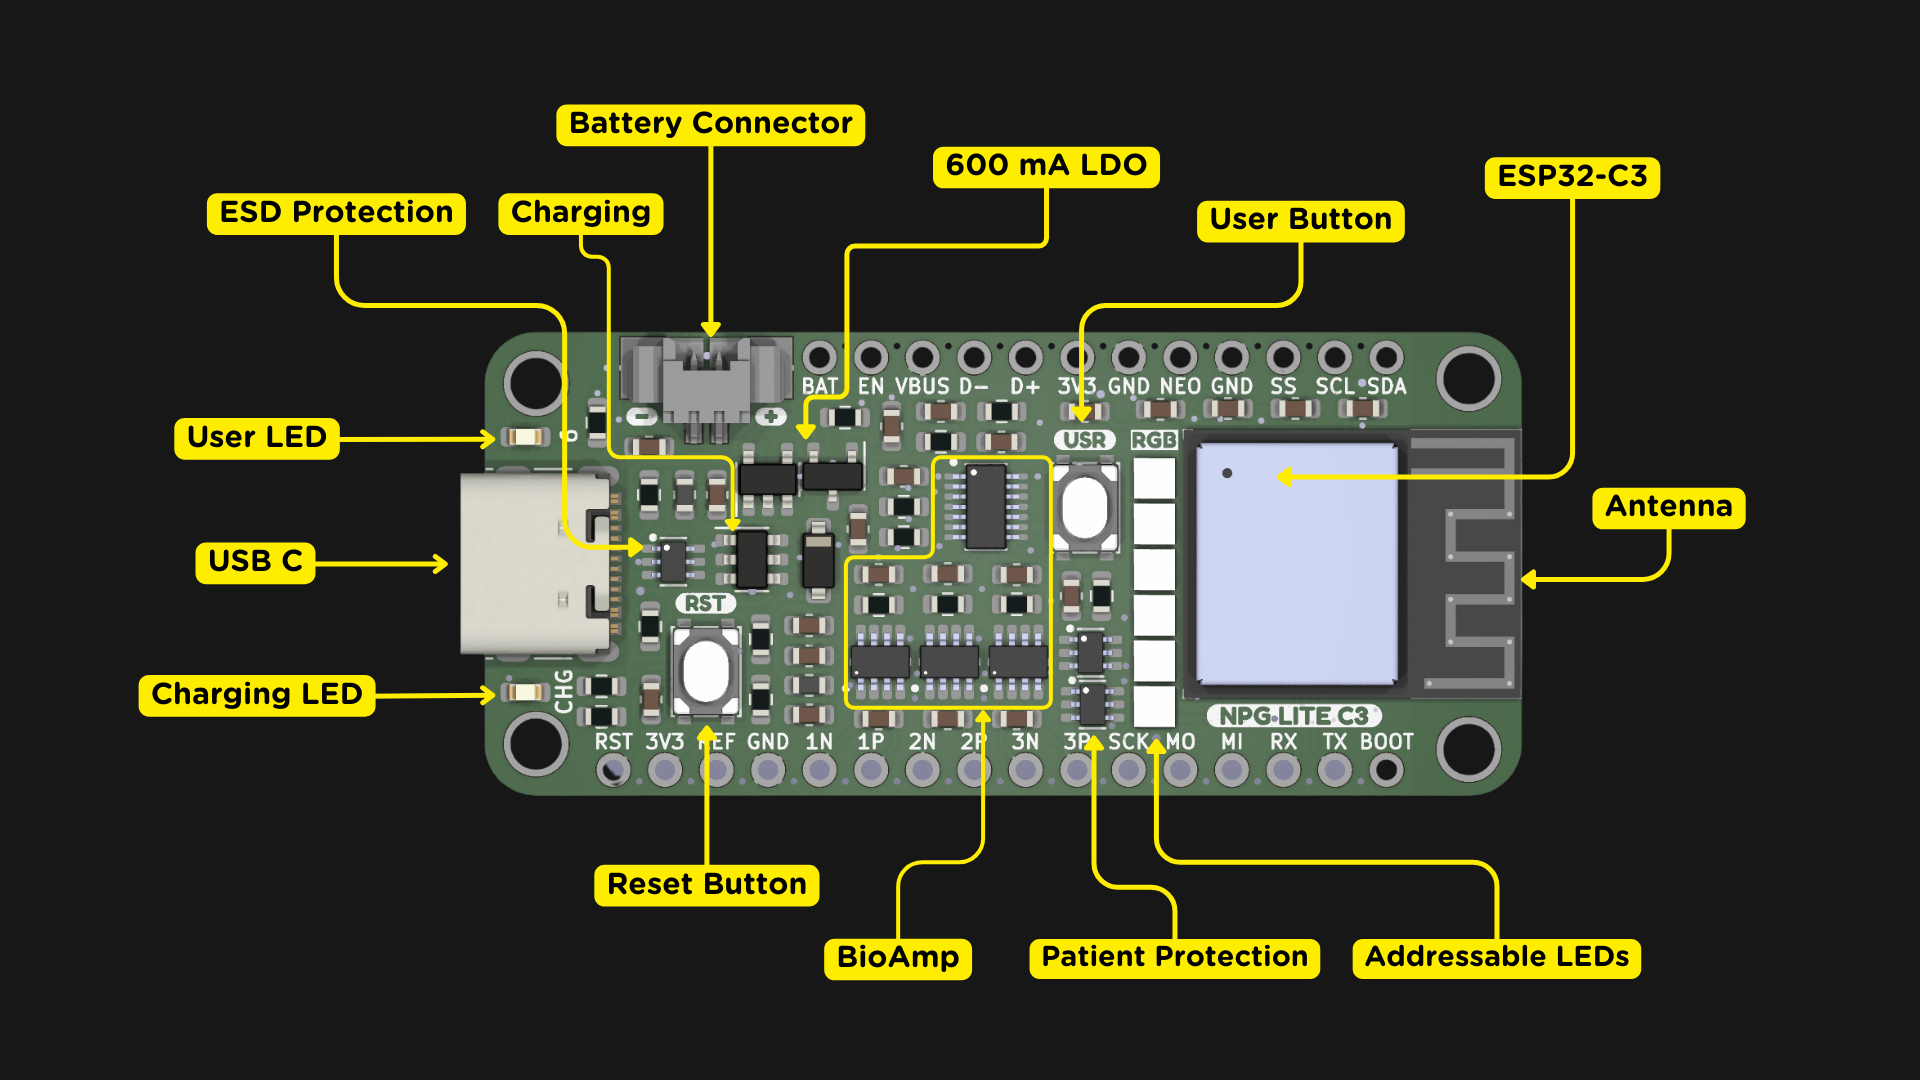 Battery Connector
600 mA LDO
ESP32-C3
ESD Protection
Charging
User Button
BAT EN VBUS D- D+ 3V3 GND NEO GND SS SCL SDA
- +
User LED
6
USR RGB
Antenna
USB C
RST
Charging LED
CHG
NPG LITE C3
RST 3V3 REF GND 1N 1P 2N 2P 3N 3P SCK MO MI RX TX BOOT
Reset Button
BioAmp
Patient Protection
Addressable LEDs